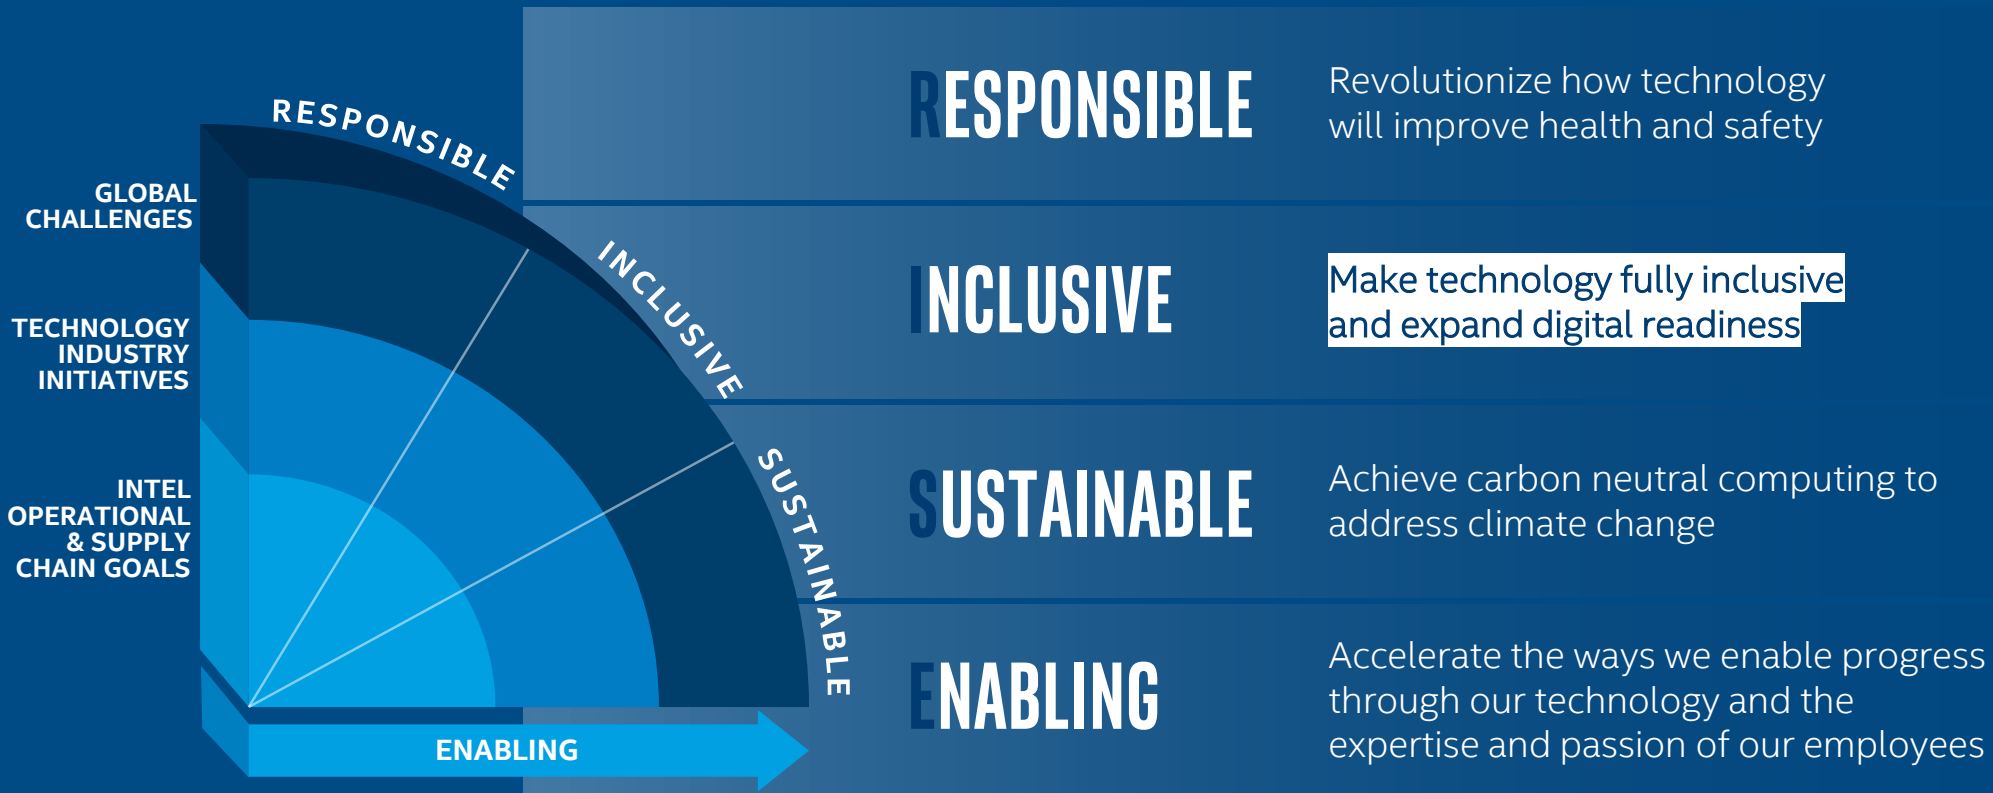 RESPONSIBLE
INCLUSIVE
SUSTAINABLE
GLOBAL
CHALLENGES
TECHNOLOGY
INDUSTRY
INITIATIVES
INTEL
OPERATIONAL
& SUPPLY
CHAIN GOALS
ENABLING
RESPONSIBLE
Revolutionize how technology
will improve health and safety
INCLUSIVE
Make technology fully inclusive
and expand digital readiness
SUSTAINABLE
Achieve carbon neutral computing to
address climate change
ENABLING
Accelerate the ways we enable progress
through our technology and the
expertise and passion of our employees